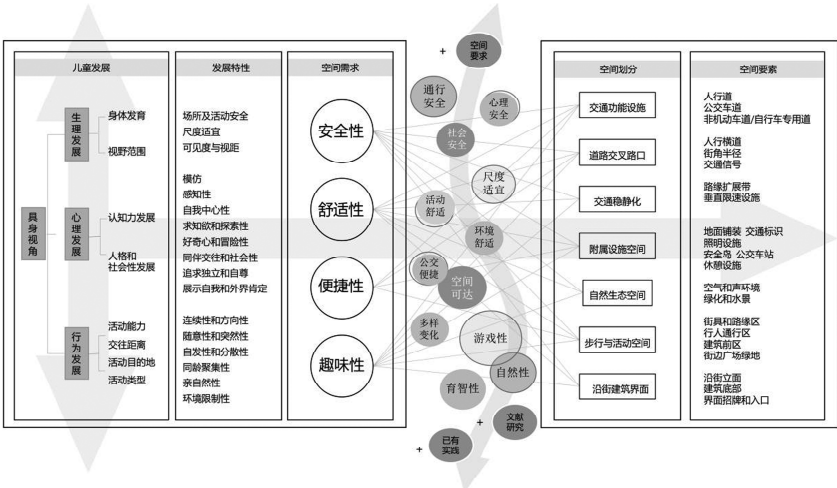 儿童发展
发展特性
空间需求
具身视角
生理发展
身体发育
视野范围
心理发展
认知力发展
人格和
社会性发展
行为发展
活动能力
交往距离
活动目的地
活动类型
场所及活动安全
尺度适宜
可见度与视距
模仿
感知性
自我中心性
求知欲和探索性
好奇心和冒险性
同伴交往和社会性
追求独立和自尊
展示自我和外界肯定
连续性和方向性
随意性和突然性
自发性和分散性
同龄聚集性
亲自然性
环境限制性
安全性
舒适性
便捷性
趣味性
+
空间
要求
通行
安全
心理
安全
社会
安全
尺度
适宜
活动
舒适
环境
舒适
公交
便捷
空间
可达
多样
变化
游戏性
自然性
育智性
+
文献
研究
+
已有
实践
空间划分
空间要素
交通功能设施
道路交叉路口
交通稳静化
附属设施空间
自然生态空间
步行与活动空间
沿街建筑界面
人行道
公交车道
非机动车道/自行车专用道
人行横道
街角半径
交通信号
路缘扩展带
垂直限速设施
地面铺装 交通标识
照明设施
安全岛 公交车站
休憩设施
空气和声环境
绿化和水景
街具和路缘区
行人通行区
建筑前区
街边广场绿地
沿街立面
建筑底部
界面招牌和入口